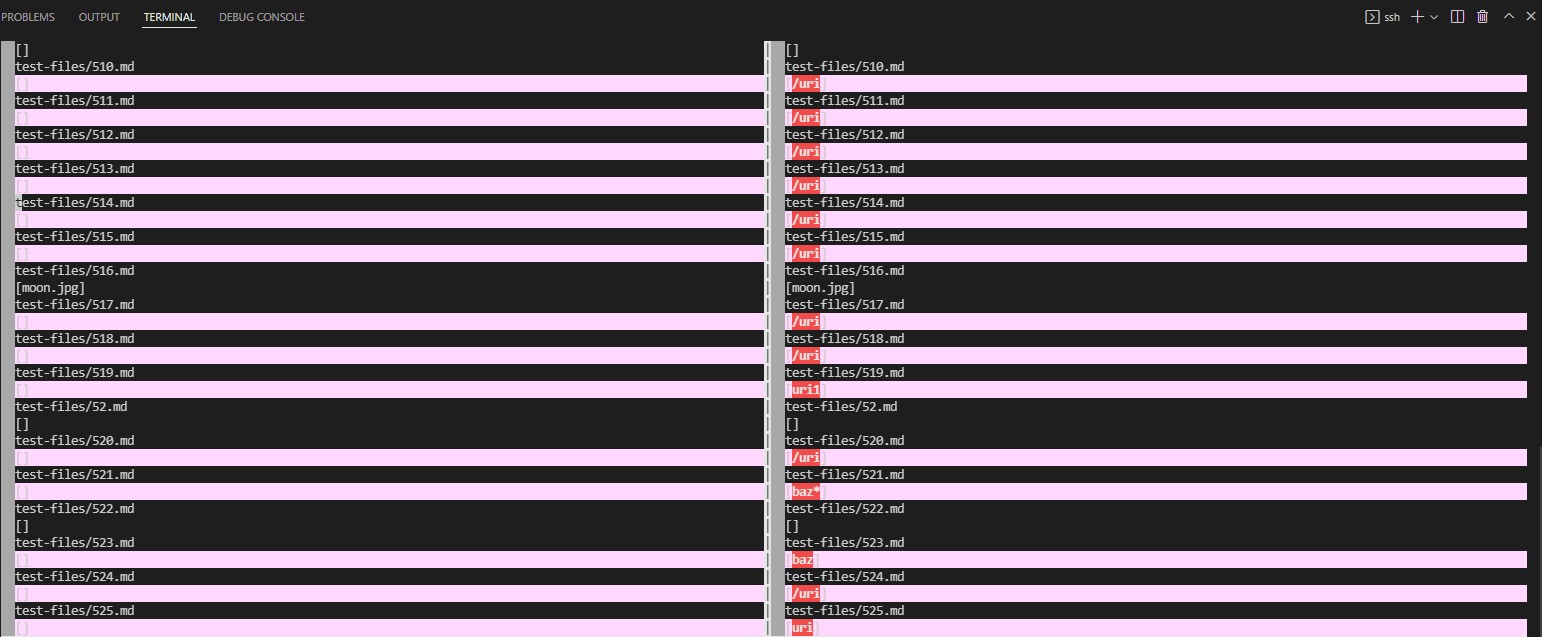 PROBLEMS OUTPUT TERMINAL DEBUG CONSOLE ssh
[]
test-files/510.md
[]
test-files/511.md
[]
test-files/512.md
[]
test-files/513.md
[]
test-files/514.md
[]
test-files/515.md
[]
test-files/516.md
[moon.jpg]
test-files/517.md
[]
test-files/518.md
[]
test-files/519.md
[]
test-files/52.md
[]
test-files/520.md
[]
test-files/521.md
[]
test-files/522.md
[]
test-files/523.md
[]
test-files/524.md
[]
test-files/525.md
[]
[]
test-files/510.md
[/uri]
test-files/511.md
[/uri]
test-files/512.md
[/uri]
test-files/513.md
[/uri]
test-files/514.md
[/uri]
test-files/515.md
[/uri]
test-files/516.md
[moon.jpg]
test-files/517.md
[/uri]
test-files/518.md
[/uri]
test-files/519.md
[uri1]
test-files/52.md
[]
test-files/520.md
[/uri]
test-files/521.md
[baz*]
test-files/522.md
[]
test-files/523.md
[baz]
test-files/524.md
[/uri]
test-files/525.md
[uri]